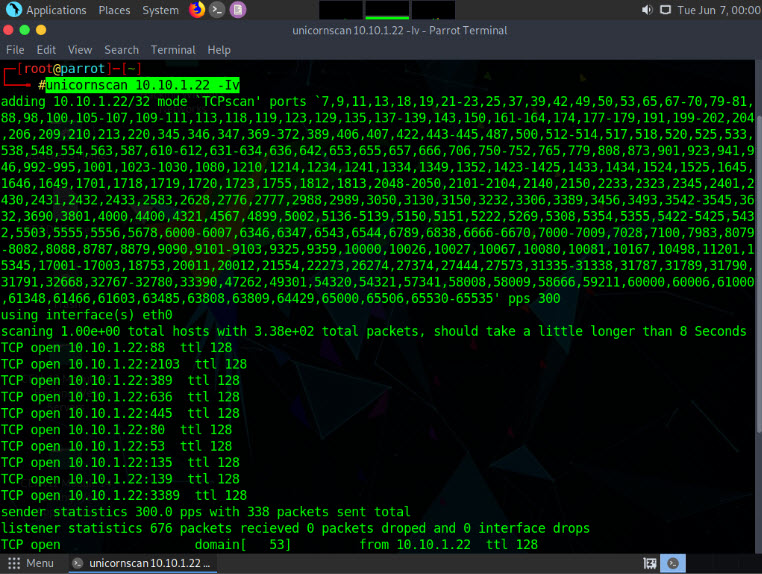 Applications Places System Tue Jun 7, 00:00
unicornscan 10.10.1.22 -Iv - Parrot Terminal
File Edit View Search Terminal Help
[root@parrot]-[~]
#unicornscan 10.10.1.22 -Iv
adding 10.10.1.22/32 mode `TCPscan' ports `7,9,11,13,18,19,21-23,25,37,39,42,49,50,53,65,67-70,79-81,
88,98,100,105-107,109-111,113,118,119,123,129,135,137-139,143,150,161-164,174,177-179,191,199-202,204
,206,209,210,213,220,345,346,347,369-372,389,406,407,422,443-445,487,500,512-514,517,518,520,525,533,
538,548,554,563,587,610-612,631-634,636,642,653,655,657,666,706,750-752,765,779,808,873,901,923,941,9
46,992-995,1001,1023-1030,1080,1210,1214,1234,1241,1334,1349,1352,1423-1425,1433,1434,1524,1525,1645,
1646,1649,1701,1718,1719,1720,1723,1755,1812,1813,2048-2050,2101-2104,2140,2150,2233,2323,2345,2401,2
430,2431,2432,2433,2583,2628,2776,2777,2988,2989,3050,3130,3150,3232,3306,3389,3456,3493,3542-3545,36
32,3690,3801,4000,4400,4321,4567,4899,5002,5136-5139,5150,5151,5222,5269,5308,5354,5355,5422-5425,543
2,5503,5555,5556,5678,6000-6007,6346,6347,6543,6544,6789,6838,6666-6670,7000-7009,7028,7100,7983,8079
-8082,8088,8787,8879,9090,9101-9103,9325,9359,10000,10026,10027,10067,10080,10081,10167,10498,11201,1
5345,17001-17003,18753,20011,20012,21554,22273,26274,27374,27444,27573,31335-31338,31787,31789,31790,
31791,32668,32767-32780,33390,47262,49301,54320,54321,57341,58008,58009,58666,59211,60000,60006,61000
,61348,61466,61603,63485,63808,63809,64429,65000,65506,65530-65535' pps 300
using interface(s) eth0
scaning 1.00e+00 total hosts with 3.38e+02 total packets, should take a little longer than 8 Seconds
TCP open 10.10.1.22:88 ttl 128
TCP open 10.10.1.22:2103 ttl 128
TCP open 10.10.1.22:389 ttl 128
TCP open 10.10.1.22:636 ttl 128
TCP open 10.10.1.22:445 ttl 128
TCP open 10.10.1.22:80 ttl 128
TCP open 10.10.1.22:53 ttl 128
TCP open 10.10.1.22:135 ttl 128
TCP open 10.10.1.22:139 ttl 128
TCP open 10.10.1.22:3389 ttl 128
sender statistics 300.0 pps with 338 packets sent total
listener statistics 676 packets recieved 0 packets droped and 0 interface drops
TCP open domain[ 53] from 10.10.1.22 ttl 128
Menu unicornscan 10.10.1.22 ...